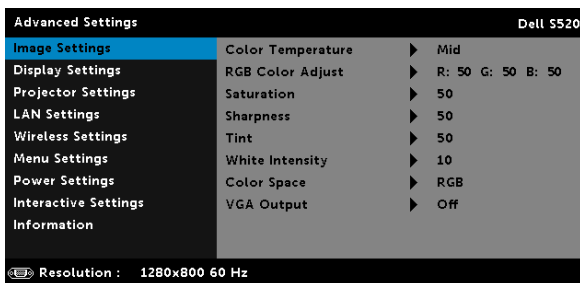 Advanced Settings Dell S520
Image Settings Color Temperature Mid
Display Settings RGB Color Adjust R: 50 G: 50 B: 50
Projector Settings Saturation 50
LAN Settings Sharpness 50
Wireless Settings Tint 50
Menu Settings White Intensity 10
Power Settings Color Space RGB
Interactive Settings VGA Output Off
Information
Resolution : 1280x800 60 Hz